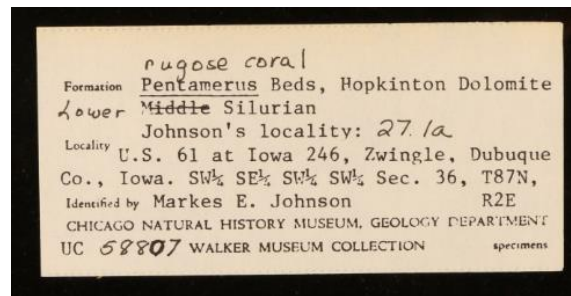 rugose coral
Formation Pentamerus Beds, Hopkinton Dolomite
Lower Middle Silurian
Johnson's locality: 27.1a
Locality U.S. 61 at Iowa 246, Zwingle, Dubuque
Co., Iowa. SW¼ SE¼ SW¼ SW¼ Sec. 36, T87N,
Identified by Markes E. Johnson R2E
CHICAGO NATURAL HISTORY MUSEUM, GEOLOGY DEPARTMENT
UC 58807 WALKER MUSEUM COLLECTION specimens